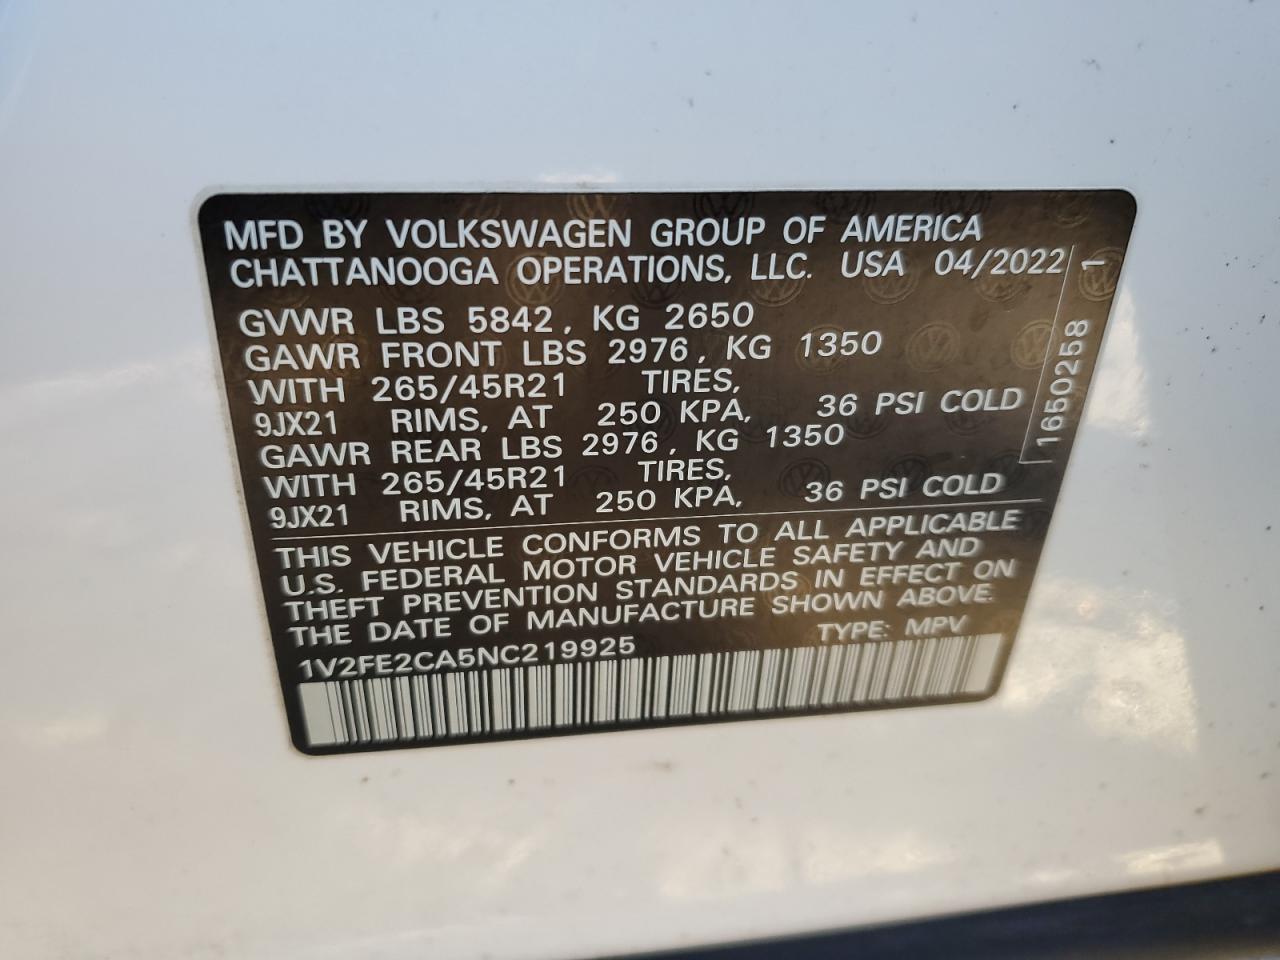 MFD BY VOLKSWAGEN GROUP OF AMERICA
CHATTANOOGA OPERATIONS, LLC. USA 04/2022
GVWR LBS 5842, KG 2650
GAWR FRONT LBS 2976, KG 1350
WITH 265/45R21 TIRES,
9JX21 RIMS, AT 250 KPA, 36 PSI COLD
GAWR REAR LBS 2976, KG 1350
WITH 265/45R21 TIRES,
9JX21 RIMS, AT 250 KPA, 36 PSI COLD
THIS VEHICLE CONFORMS TO ALL APPLICABLE
U.S. FEDERAL MOTOR VEHICLE SAFETY AND
THEFT PREVENTION STANDARDS IN EFFECT ON
THE DATE OF MANUFACTURE SHOWN ABOVE.
1V2FE2CA5NC219925 TYPE: MPV
1650258 1